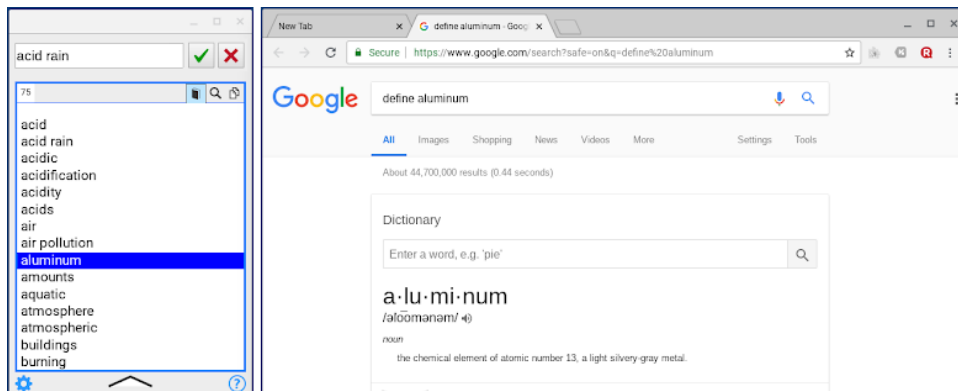 acid rain
75
acid
acid rain
acidic
acidification
acidity
acids
air
air pollution
aluminum
amounts
aquatic
atmosphere
atmospheric
buildings
burning
?
New Tab
G define aluminum - Goog
Secure | https://www.google.com/search?safe=on&q=define%20aluminum
Google
define aluminum
All Images Shopping News Videos More Settings Tools
About 44,700,000 results (0.44 seconds)
Dictionary
Enter a word, e.g. 'pie'
a·lu·mi·num
/əˈlo͞omənəm/
noun
the chemical element of atomic number 13, a light silvery-gray metal.